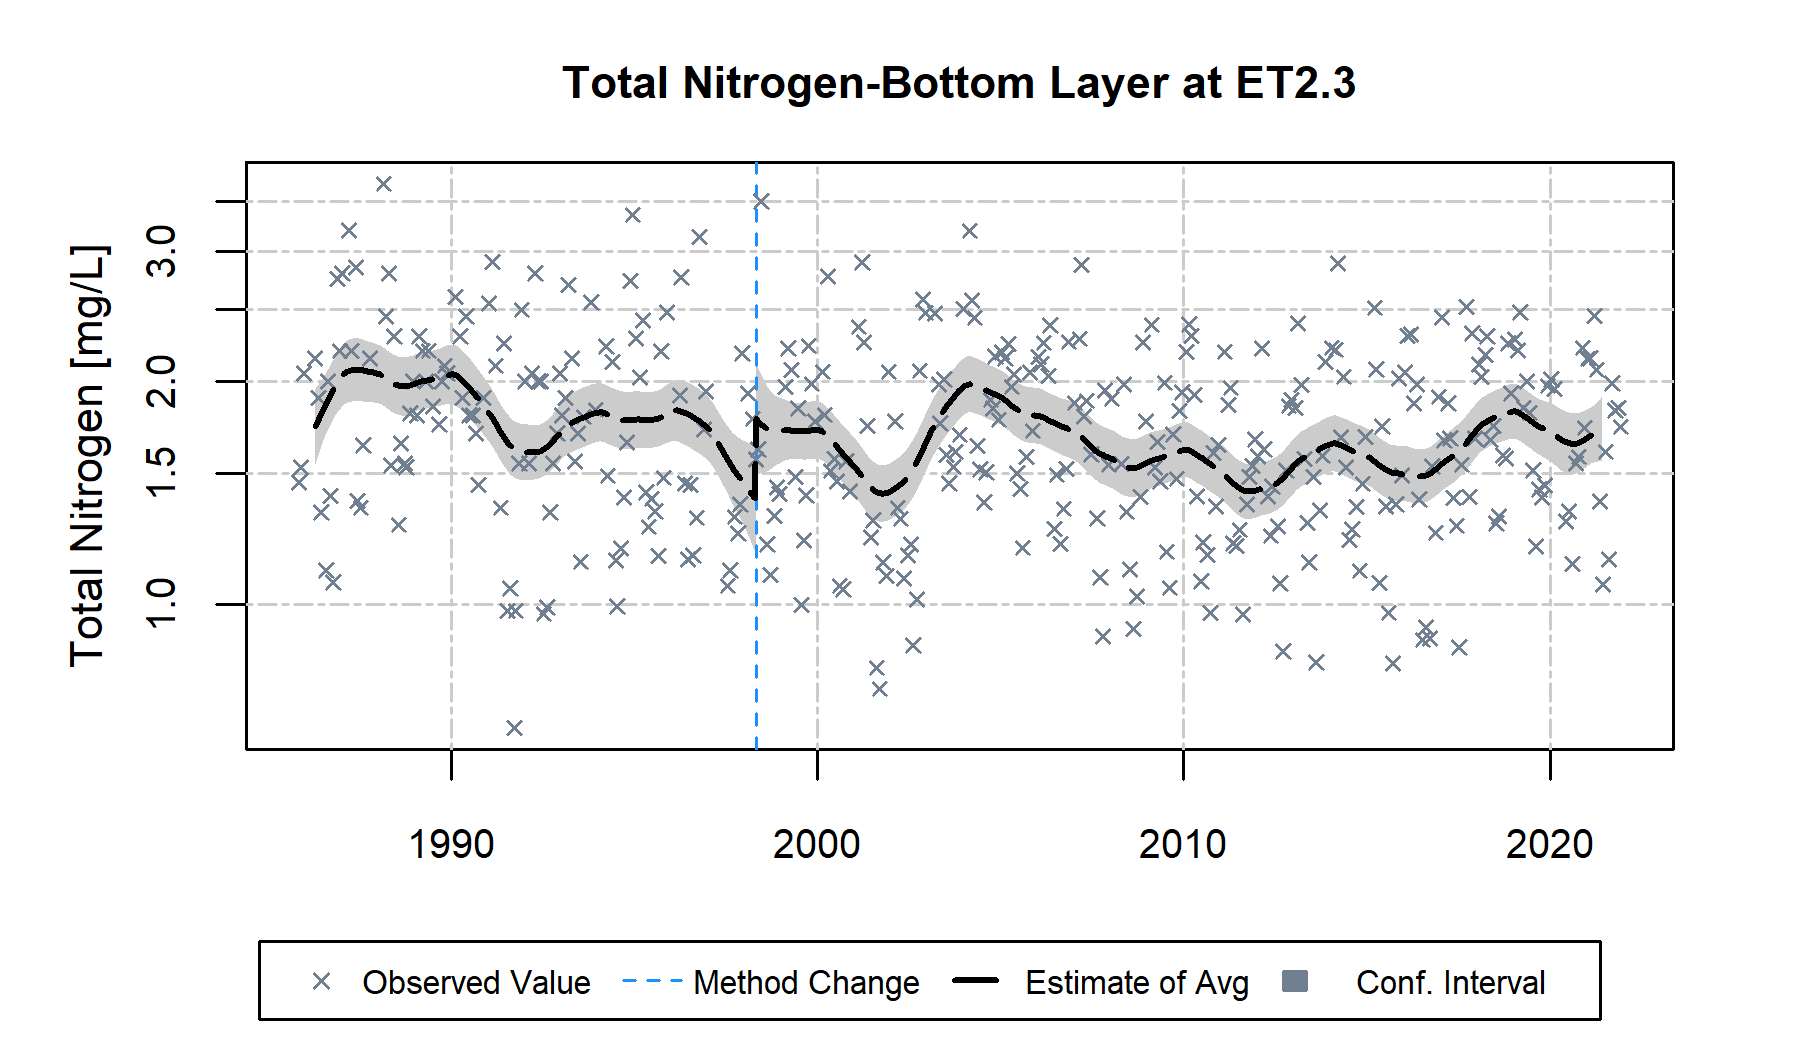 Total Nitrogen-Bottom Layer at ET2.3
Total Nitrogen [mg/L]
3.0
2.0
1.5
1.0
1990 2000 2010 2020
Observed Value Method Change Estimate of Avg Conf. Interval